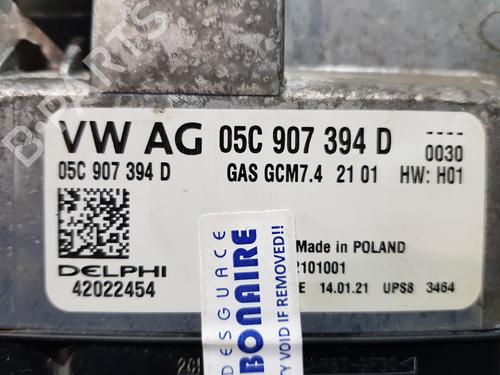 VW AG 05C 907 394 D
----
0030
05C 907 394 D GAS GCM7.4 21 01 HW: H01
Made in POLAND
DELPHI
2101001
42022454
E 14.01.21 UPS8 3464
DESGUACE
BONAIRE
Y VOID IF REMOVED!!
B-PARTS